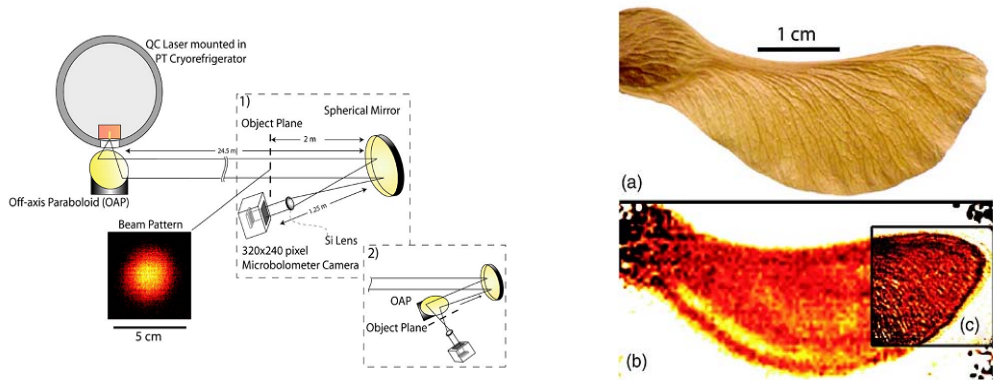 QC Laser mounted in
PT Cryorefrigerator
1)
Spherical Mirror
Object Plane
2 m
24.5 m
Off-axis Paraboloid (OAP)
1.25 m
Beam Pattern
Si Lens
320x240 pixel
Microbolometer Camera
2)
OAP
Object Plane
5 cm
1 cm
(a)
(b)
(c)